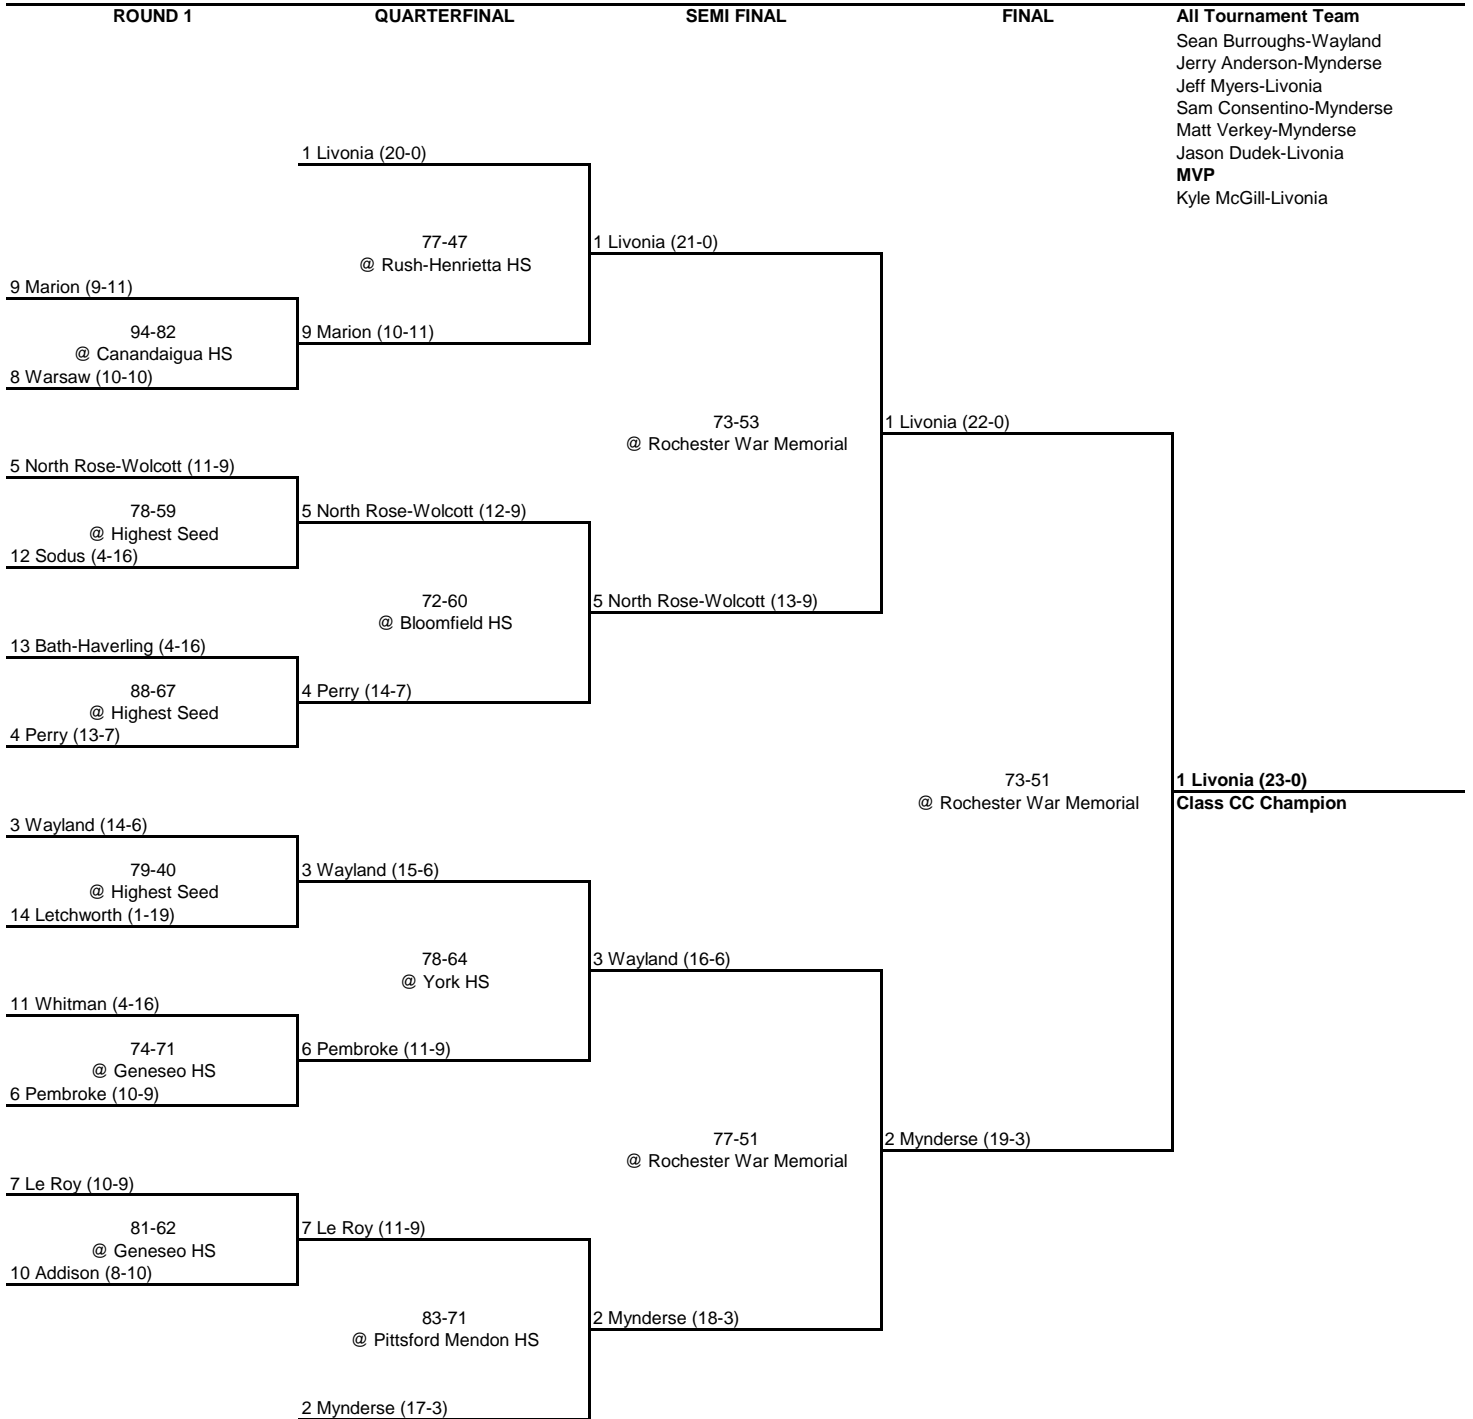 ROUND 1 QUARTERFINAL SEMI FINAL FINAL All Tournament Team
Sean Burroughs-Wayland
Jerry Anderson-Mynderse
Jeff Myers-Livonia
Sam Consentino-Mynderse
Matt Verkey-Mynderse
1 Livonia (20-0) Jason Dudek-Livonia
MVP
Kyle McGill-Livonia
77-47 1 Livonia (21-0)
@ Rush-Henrietta HS
9 Marion (9-11)
94-82 9 Marion (10-11)
@ Canandaigua HS
8 Warsaw (10-10)
73-53 1 Livonia (22-0)
@ Rochester War Memorial
5 North Rose-Wolcott (11-9)
78-59 5 North Rose-Wolcott (12-9)
@ Highest Seed
12 Sodus (4-16)
72-60 5 North Rose-Wolcott (13-9)
@ Bloomfield HS
13 Bath-Haverling (4-16)
88-67 4 Perry (14-7)
@ Highest Seed
4 Perry (13-7)
73-51 1 Livonia (23-0)
@ Rochester War Memorial Class CC Champion
3 Wayland (14-6)
79-40 3 Wayland (15-6)
@ Highest Seed
14 Letchworth (1-19)
78-64 3 Wayland (16-6)
@ York HS
11 Whitman (4-16)
74-71 6 Pembroke (11-9)
@ Geneseo HS
6 Pembroke (10-9)
77-51 2 Mynderse (19-3)
@ Rochester War Memorial
7 Le Roy (10-9)
81-62 7 Le Roy (11-9)
@ Geneseo HS
10 Addison (8-10)
83-71 2 Mynderse (18-3)
@ Pittsford Mendon HS
2 Mynderse (17-3)